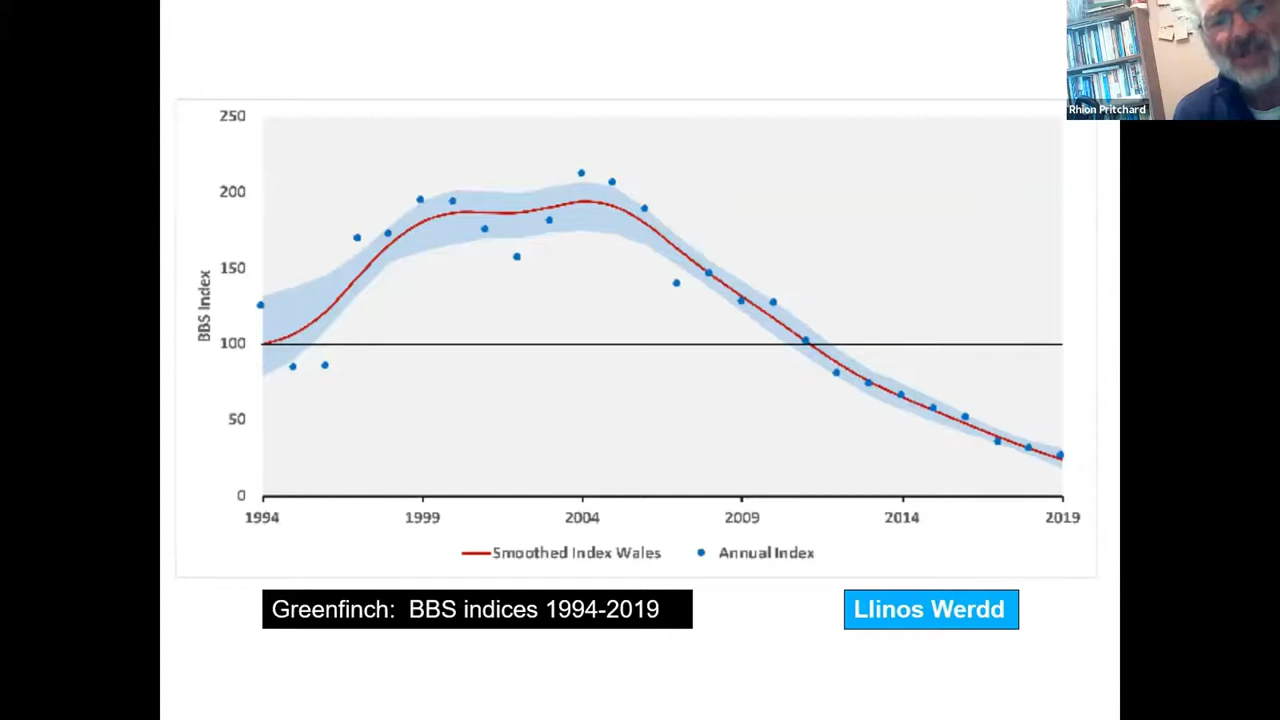 Rhion Pritchard
250
200
150
100
50
0
BBS Index
1994 1999 2004 2009 2014 2019
Smoothed Index Wales Annual Index
Greenfinch: BBS indices 1994-2019
Llinos Werdd